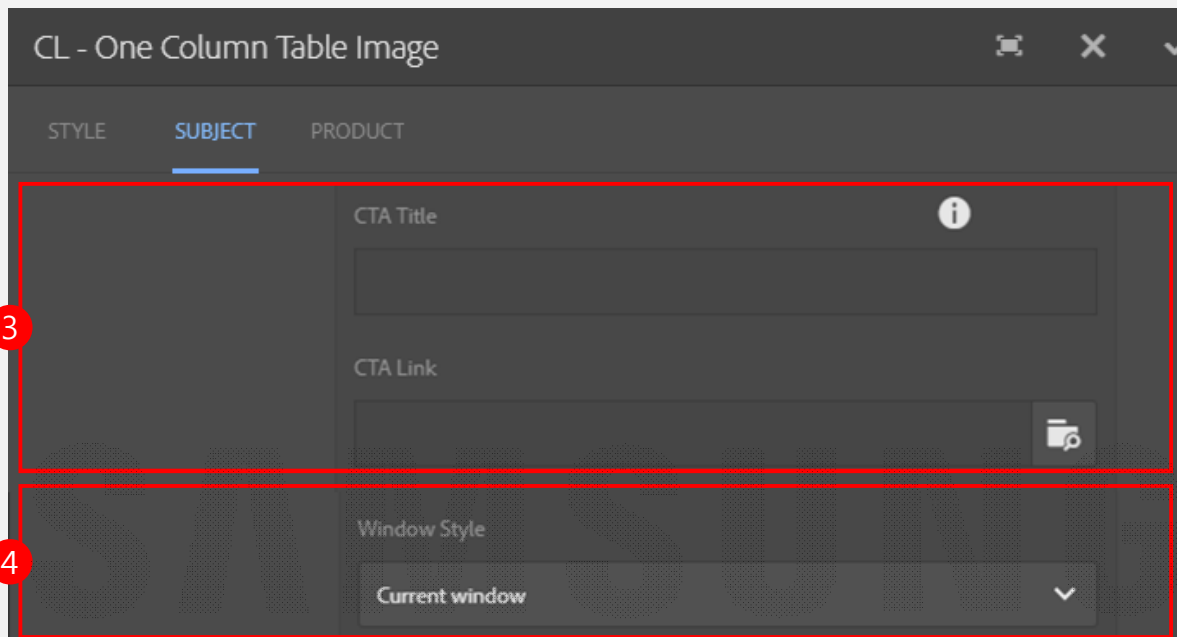 CL - One Column Table Image
STYLE SUBJECT PRODUCT
CTA Title
3
CTA Link
SAMSUNG
Window Style
4
Current window